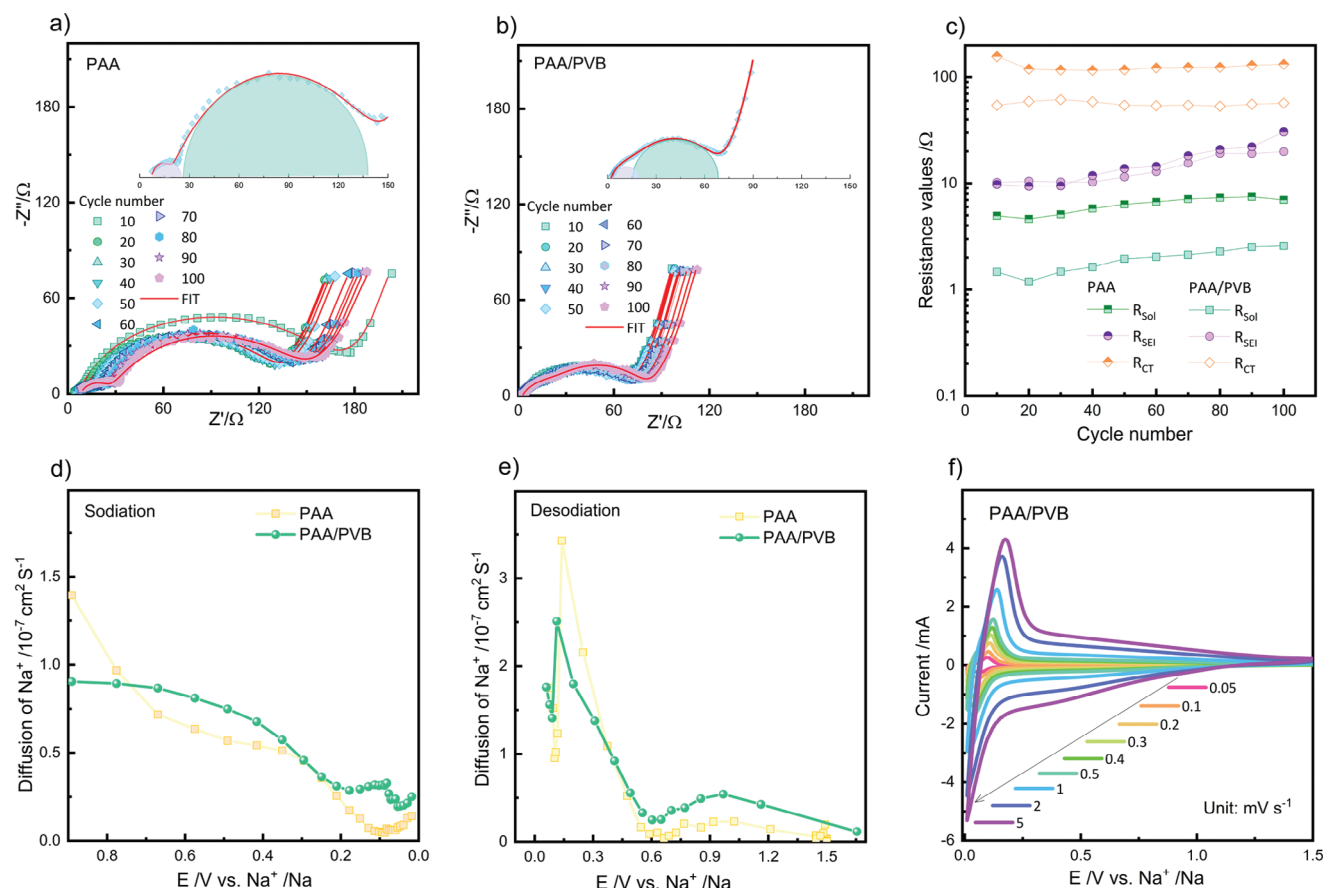 a)
PAA
-Z"/Ω
180
120
60
0
0
30
60
90
120
150
Cycle number
10
20
30
40
50
60
70
80
90
100
FIT
0
60
120
180
Z'/Ω
b)
PAA/PVB
-Z"/Ω
180
120
60
0
0
30
60
90
120
150
Cycle number
10
20
30
40
50
60
70
80
90
100
FIT
0
60
120
180
Z'/Ω
c)
Resistance values /Ω
100
10
1
0.1
PAA PAA/PVB
RSol RSol
RSEI RSEI
RCT RCT
0
20
40
60
80
100
Cycle number
d)
Sodiation
PAA
PAA/PVB
Diffusion of Na⁺ /10⁻⁷ cm² S⁻¹
1.5
1.0
0.5
0.0
0.8
0.6
0.4
0.2
0.0
E /V vs. Na⁺ /Na
e)
Desodiation
PAA
PAA/PVB
Diffusion of Na⁺ /10⁻⁷ cm² S⁻¹
3
2
1
0
0.0
0.3
0.6
0.9
1.2
1.5
E /V vs. Na⁺ /Na
f)
PAA/PVB
Current /mA
4
2
0
-2
-4
-6
0.05
0.1
0.2
0.3
0.4
0.5
1
2
5
Unit: mV s⁻¹
0.0
0.5
1.0
1.5
E /V vs. Na⁺ /Na